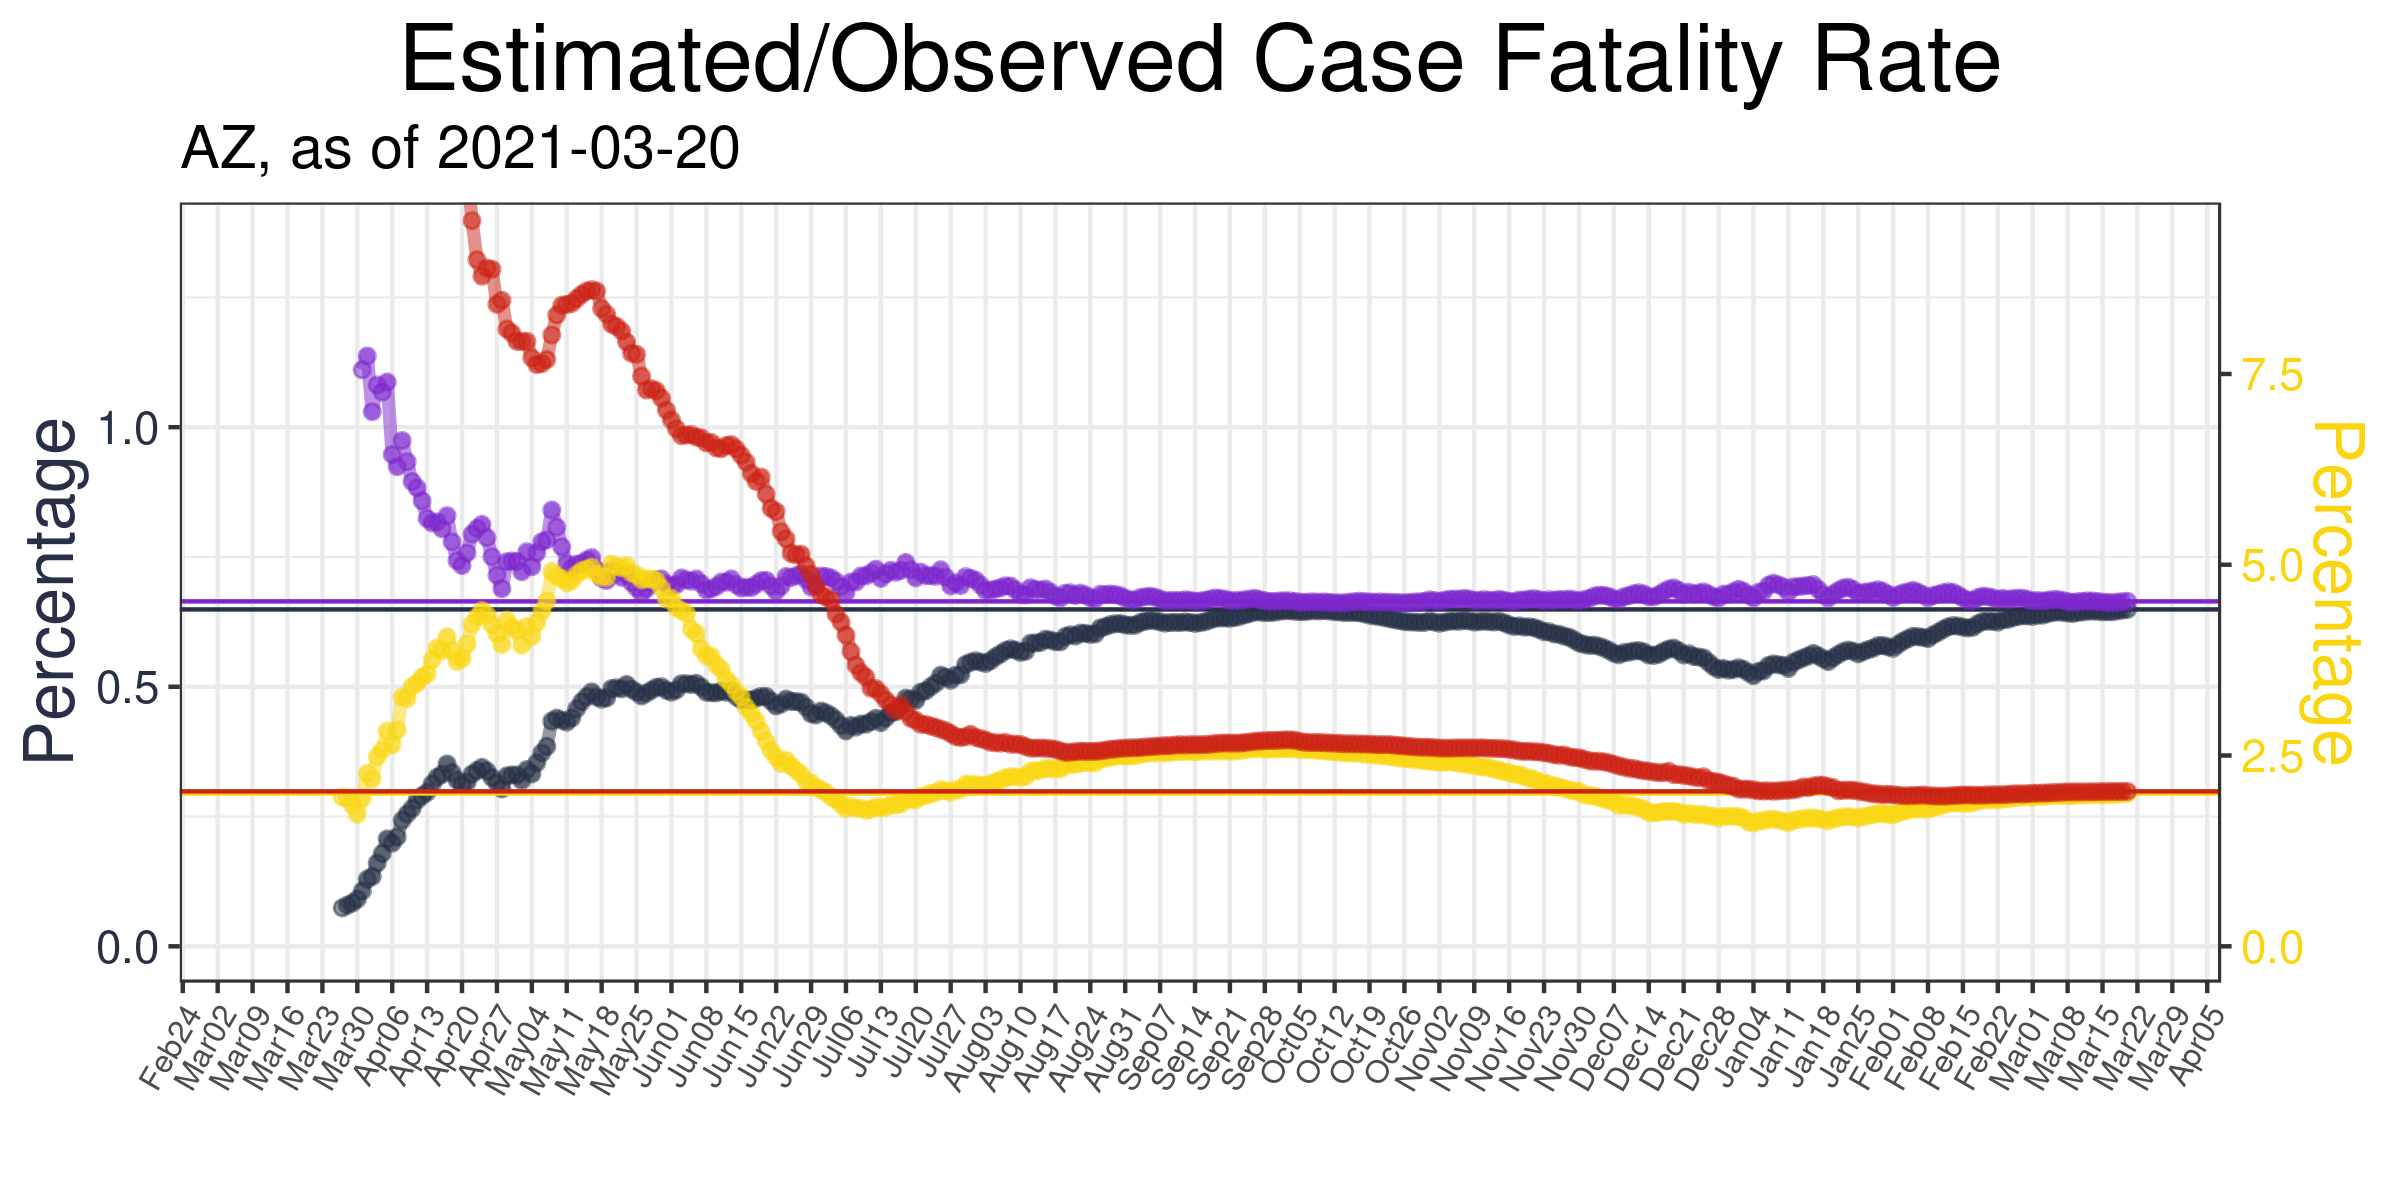 Estimated/Observed Case Fatality Rate
AZ, as of 2021-03-20
Percentage
1.0
0.5
0.0
7.5
5.0
2.5
0.0
Percentage
Feb24 Mar02 Mar09 Mar16 Mar23 Mar30 Apr06 Apr13 Apr20 Apr27 May04 May11 May18 May25 Jun01 Jun08 Jun15 Jun22 Jun29 Jul06 Jul13 Jul20 Jul27 Aug03 Aug10 Aug17 Aug24 Aug31 Sep07 Sep14 Sep21 Sep28 Oct05 Oct12 Oct19 Oct26 Nov02 Nov09 Nov16 Nov23 Nov30 Dec07 Dec14 Dec21 Dec28 Jan04 Jan11 Jan18 Jan25 Feb01 Feb08 Feb15 Feb22 Mar01 Mar08 Mar15 Mar22 Mar29 Apr05